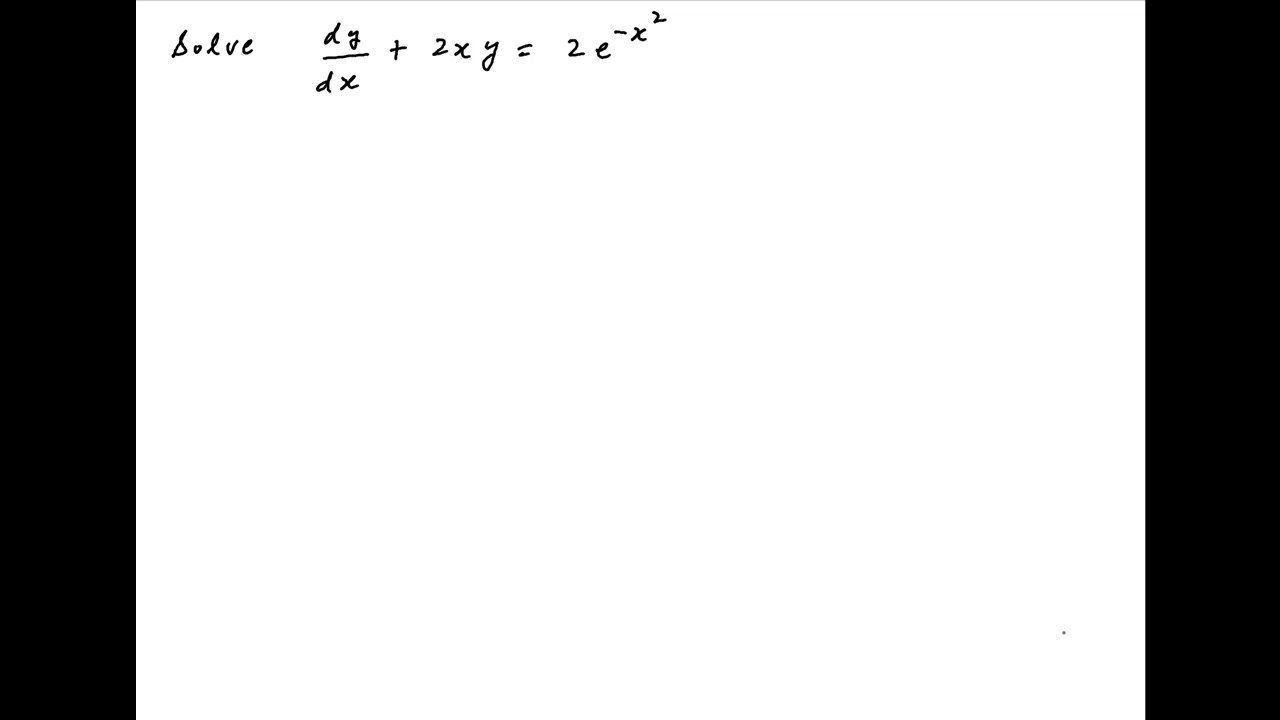 Solve dy/dx + 2xy = 2e^{-x^2}